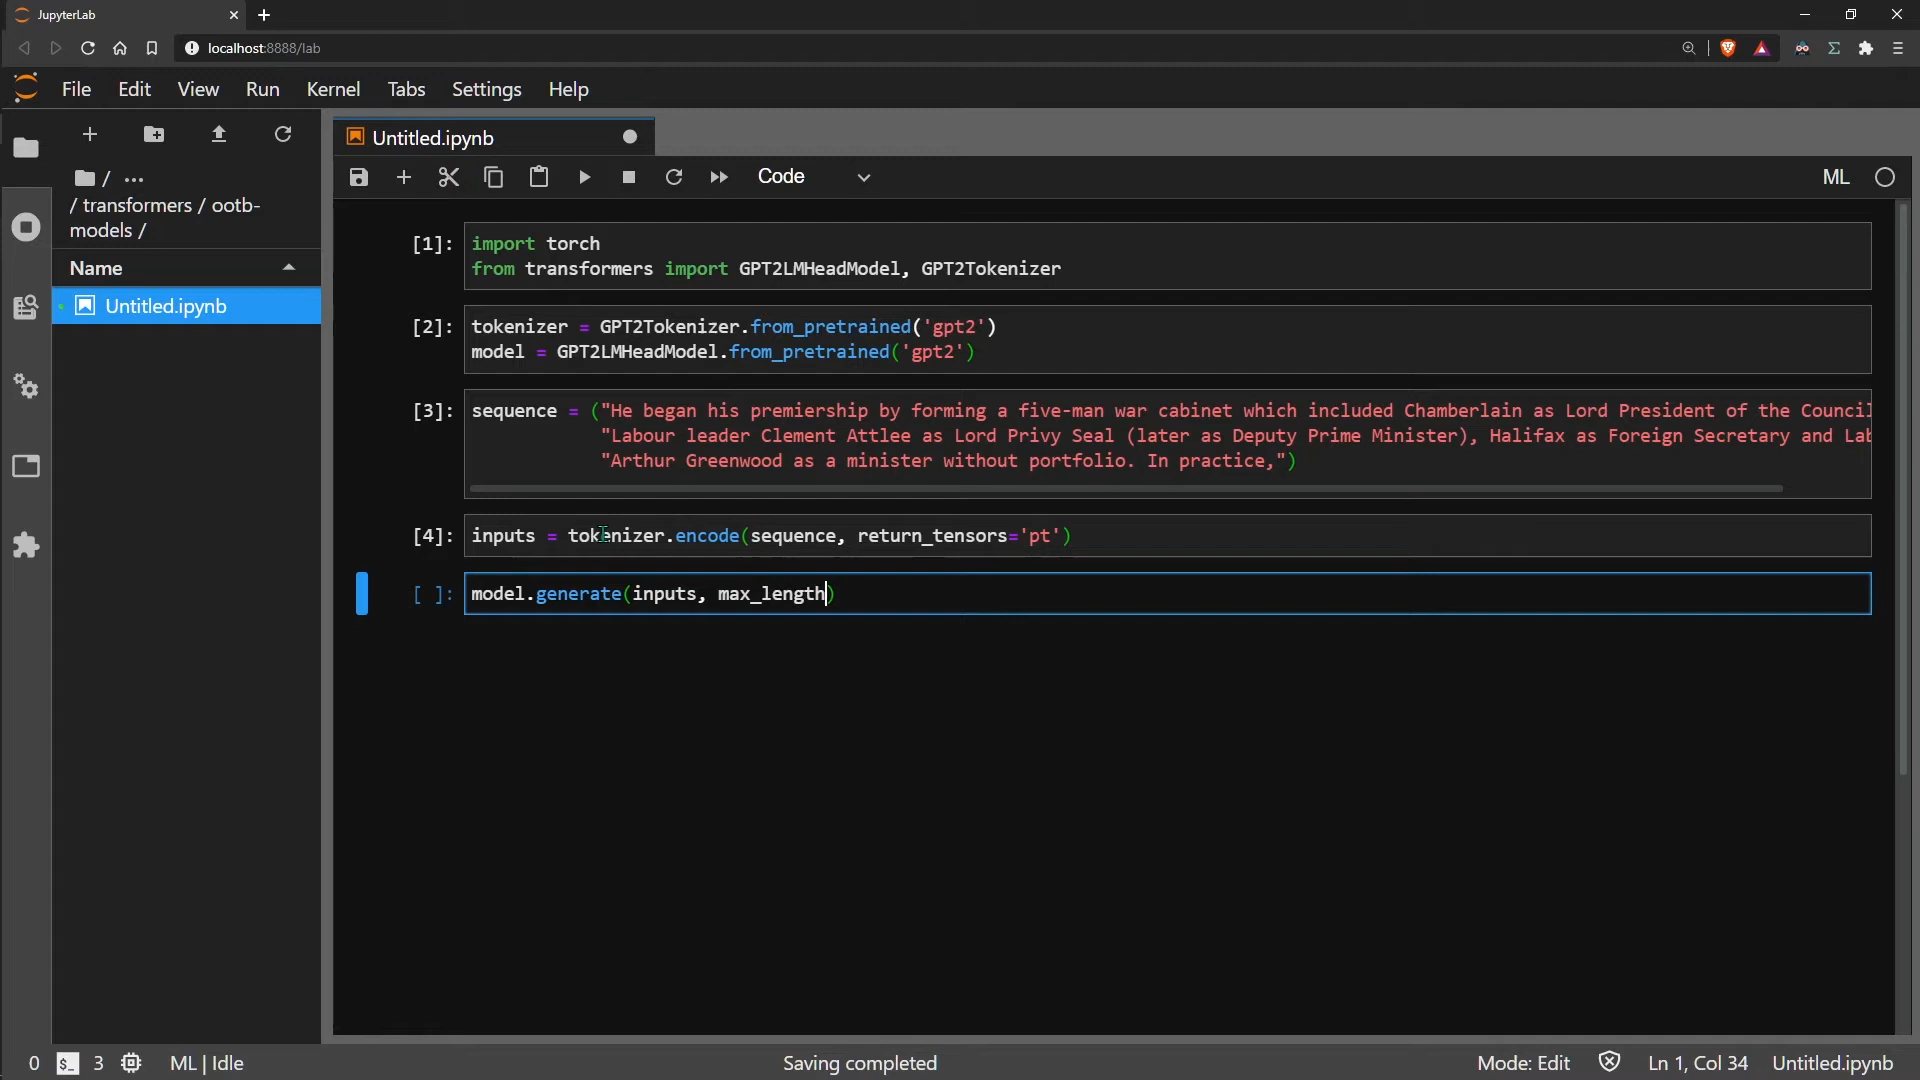 JupyterLab
localhost:8888/lab
File Edit View Run Kernel Tabs Settings Help
/ ...
/ transformers / ootb-
models /
Name
Untitled.ipynb
Untitled.ipynb
Code
ML
[1]: import torch
from transformers import GPT2LMHeadModel, GPT2Tokenizer
[2]: tokenizer = GPT2Tokenizer.from_pretrained('gpt2')
model = GPT2LMHeadModel.from_pretrained('gpt2')
[3]: sequence = ("He began his premiership by forming a five-man war cabinet which included Chamberlain as Lord President of the Council
"Labour leader Clement Attlee as Lord Privy Seal (later as Deputy Prime Minister), Halifax as Foreign Secretary and Lab
"Arthur Greenwood as a minister without portfolio. In practice,")
[4]: inputs = tokenizer.encode(sequence, return_tensors='pt')
[ ]: model.generate(inputs, max_length)
0 $_ 3 ML | Idle Saving completed Mode: Edit Ln 1, Col 34 Untitled.ipynb